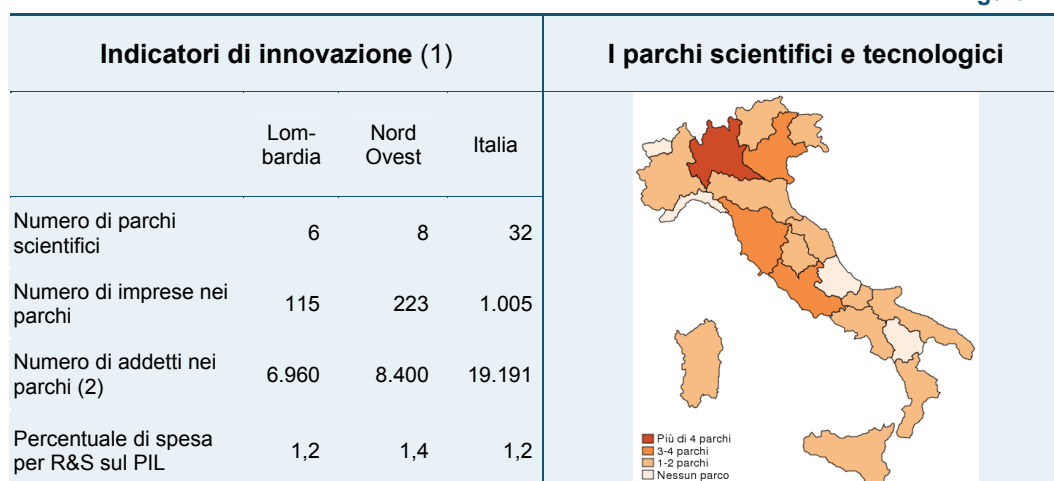 Indicatori di innovazione (1)
I parchi scientifici e tecnologici
Lom-
bardia
Nord
Ovest
Italia
Numero di parchi
scientifici
6
8
32
Numero di imprese nei
parchi
115
223
1.005
Numero di addetti nei
parchi (2)
6.960
8.400
19.191
Percentuale di spesa
per R&S sul PIL
1,2
1,4
1,2
Più di 4 parchi
3-4 parchi
1-2 parchi
Nessun parco